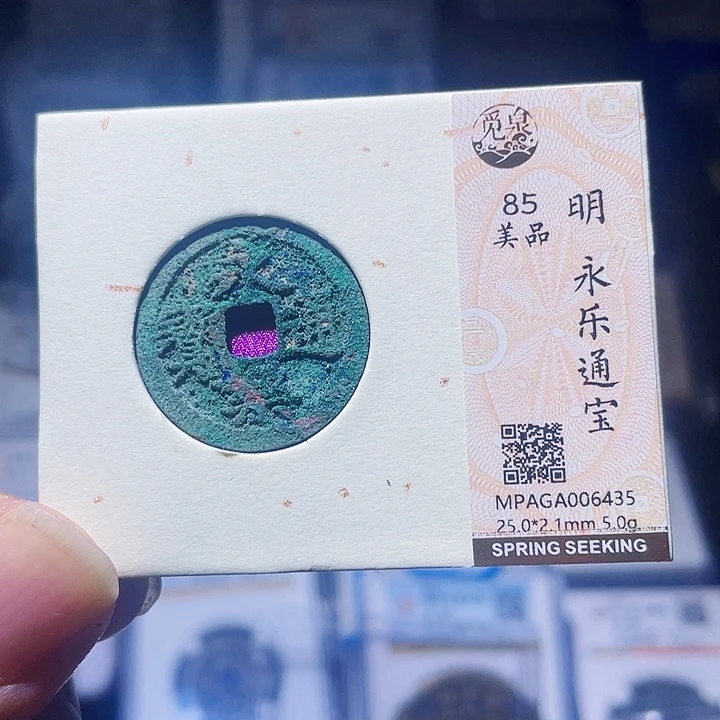 觅泉
85
美品
明 永乐通宝
MPAGA006435
25.0*2.1mm 5.0g
SPRING SEEKING